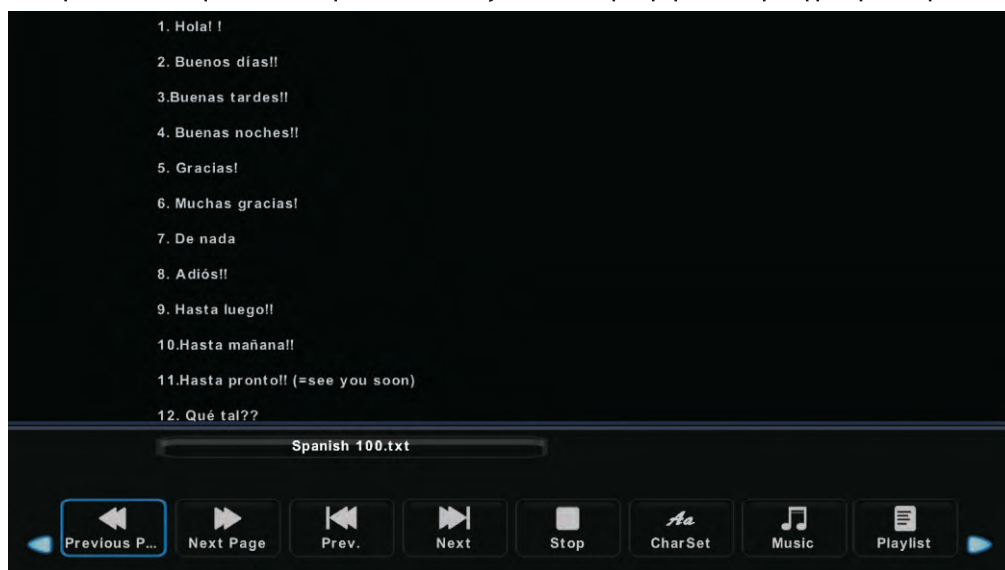 1. Hola! !
2. Buenos días!!
3.Buenas tardes!!
4. Buenas noches!!
5. Gracias!
6. Muchas gracias!
7. De nada
8. Adiós!!
9. Hasta luego!!
10.Hasta mañana!!
11.Hasta pronto!! (=see you soon)
12. Qué tal??
Spanish 100.txt
Previous P... Next Page Prev. Next Stop Aa CharSet Music Playlist